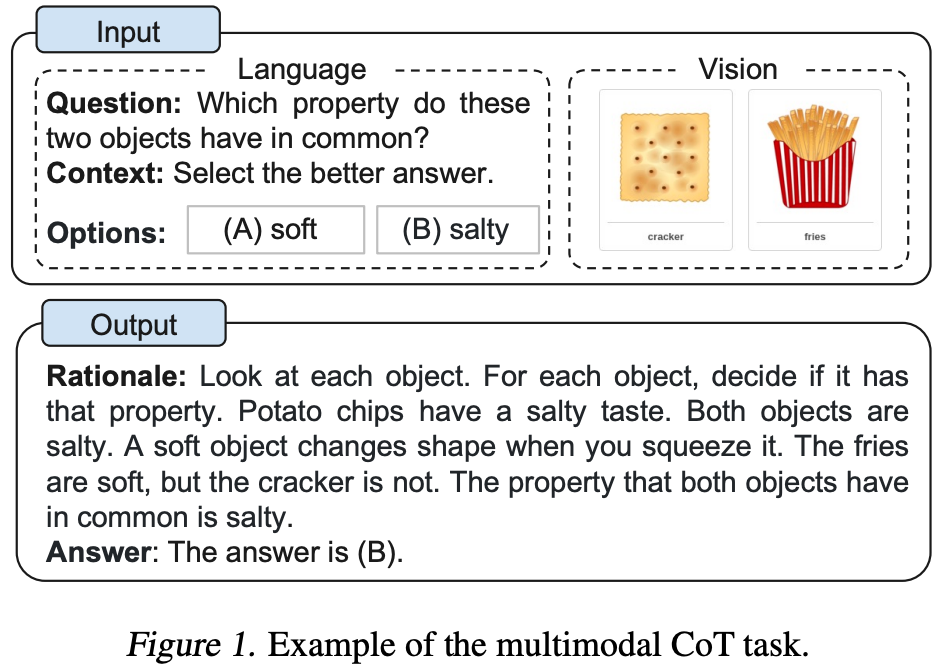 Input
Language
Question: Which property do these
two objects have in common?
Context: Select the better answer.
Options: (A) soft (B) salty
Vision
cracker fries
Output
Rationale: Look at each object. For each object, decide if it has
that property. Potato chips have a salty taste. Both objects are
salty. A soft object changes shape when you squeeze it. The fries
are soft, but the cracker is not. The property that both objects have
in common is salty.
Answer: The answer is (B).
Figure 1. Example of the multimodal CoT task.